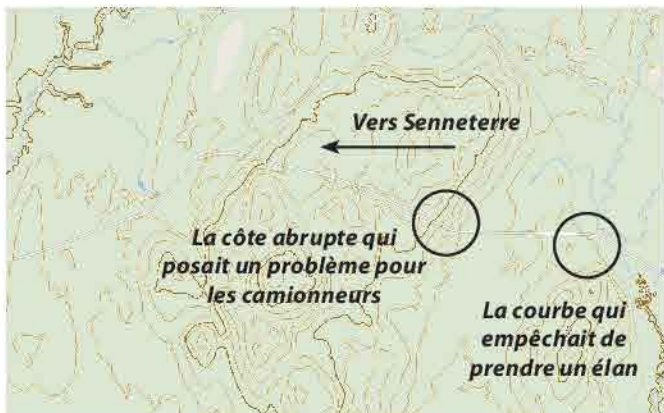 Vers Senneterre
La côte abrupte qui
posait un problème pour
les camionneurs
La courbe qui
empêchait de
prendre un élan